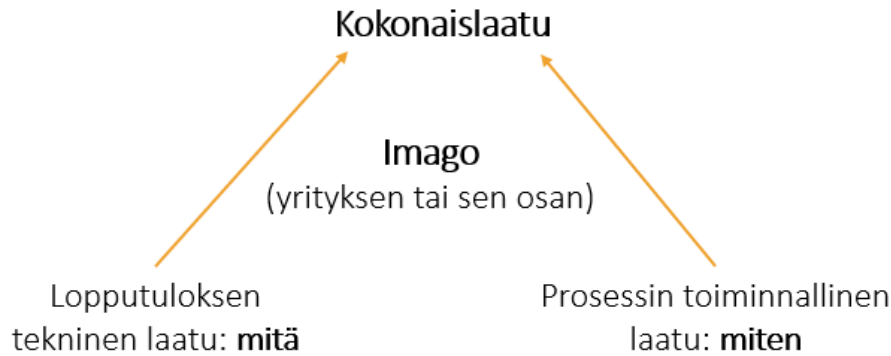 Kokonaislaatu
Imago
(yrityksen tai sen osan)
Lopputuloksen
tekninen laatu: mitä
Prosessin toiminnallinen
laatu: miten